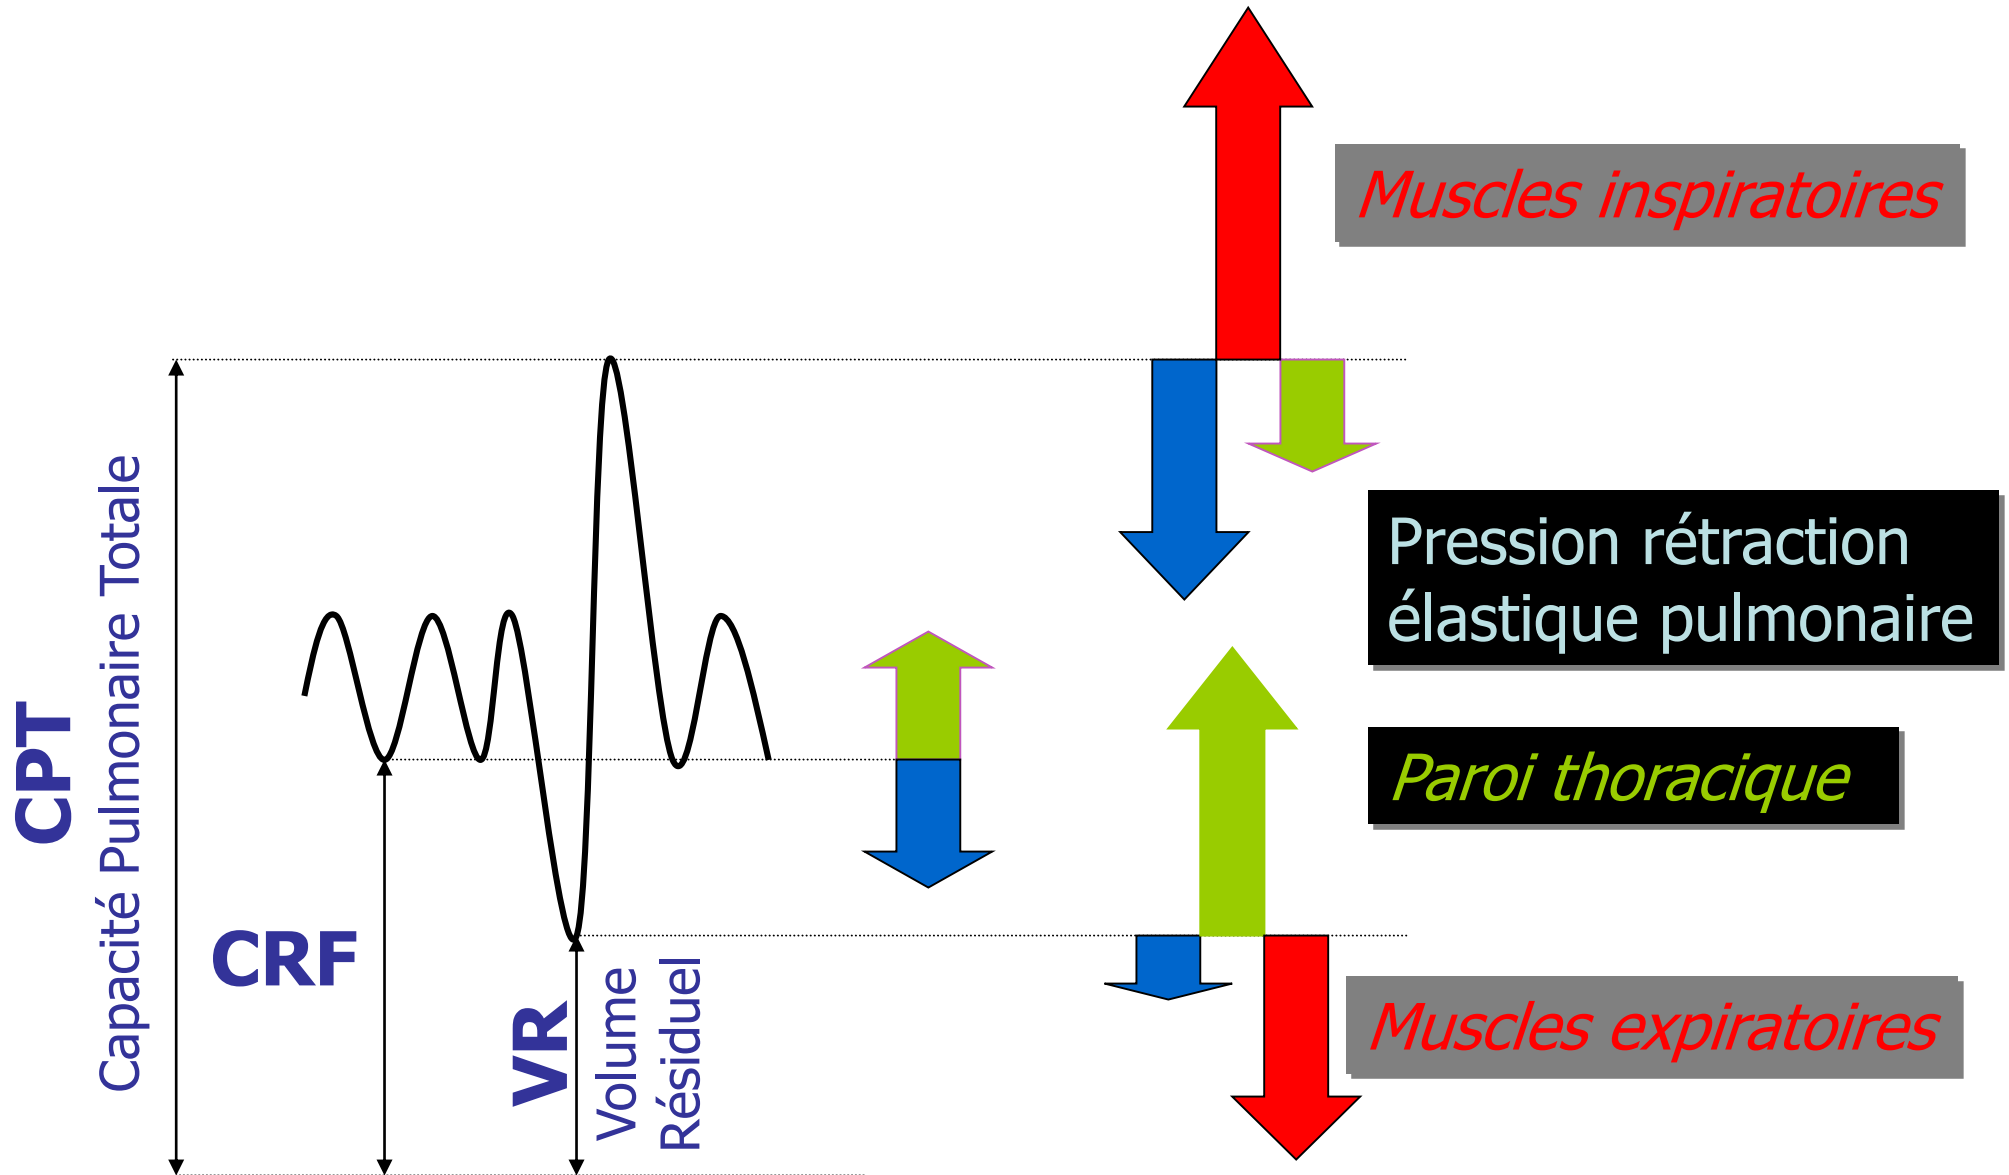 CPT
Capacité Pulmonaire Totale
CRF
VR
Volume
Résiduel
Muscles inspiratoires
Pression rétraction
élastique pulmonaire
Paroi thoracique
Muscles expiratoires